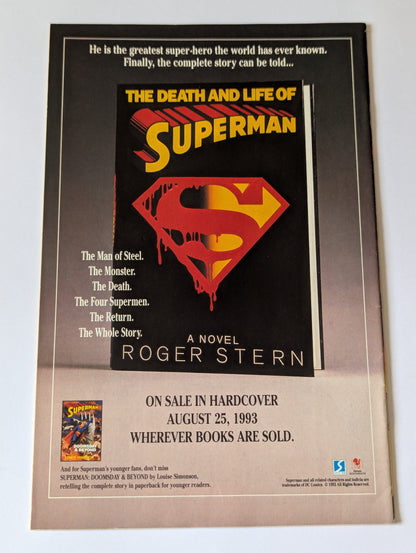 He is the greatest super-hero the world has ever known.
Finally, the complete story can be told...
THE DEATH AND LIFE OF
SUPERMAN
The Man of Steel.
The Monster.
The Death.
The Four Supermen.
The Return.
The Whole Story.
A NOVEL
ROGER STERN
ON SALE IN HARDCOVER
AUGUST 25, 1993
WHEREVER BOOKS ARE SOLD.
SUPERMAN
DOOMSDAY
& BEYOND
And for Superman's younger fans, don't miss
SUPERMAN: DOOMSDAY & BEYOND by Louise Simonson,
retelling the complete story in paperback for younger readers.
Superman and all related characters and indicia are
trademarks of DC Comics. © 1993 All Rights Reserved.